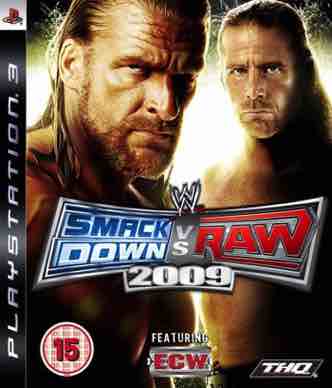 PLAYSTATION 3
W
SMACK
DOWN
VS
RAW
2009
FEATURING
ECW
15
THQ